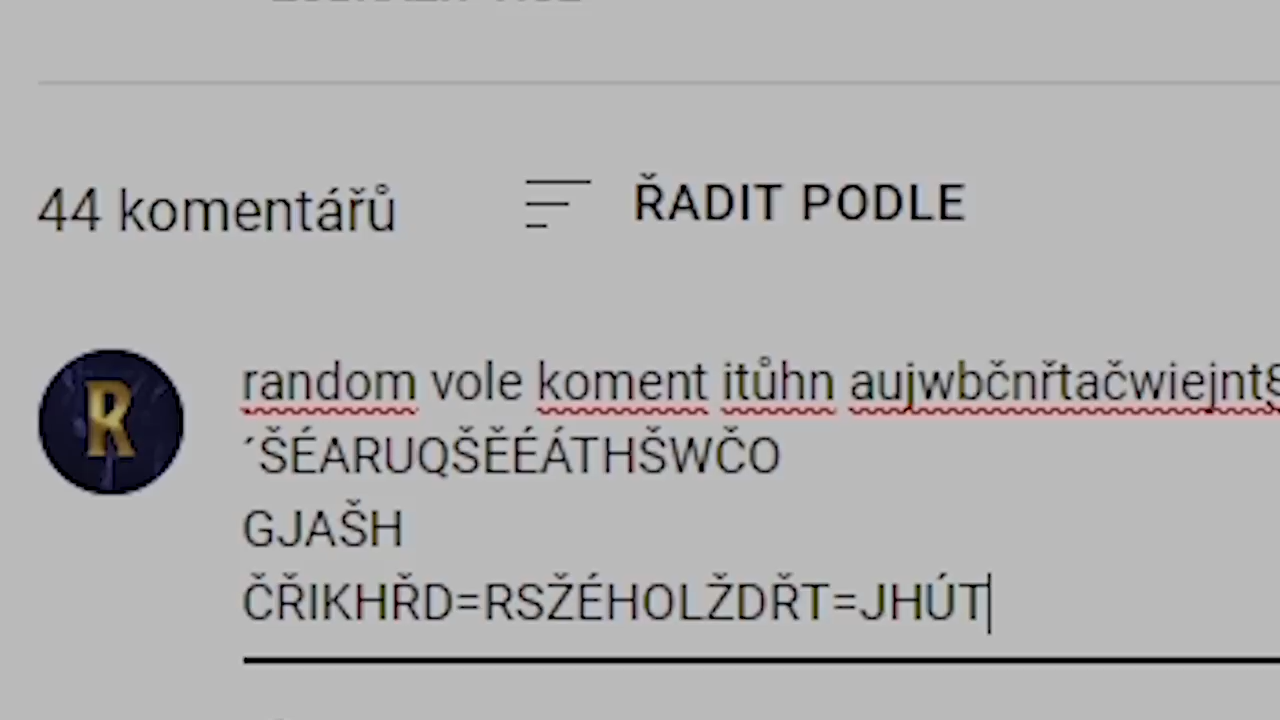 44 komentářů
ŘADIT PODLE
R
random vole koment itůhn aujwbčnřtačwiejnt§
´ŠÉARUQŠĚÉÁTHŠWČO
GJAŠH
ČŘIKHŘD=RSŽÉHOLŽDŘT=JHÚT